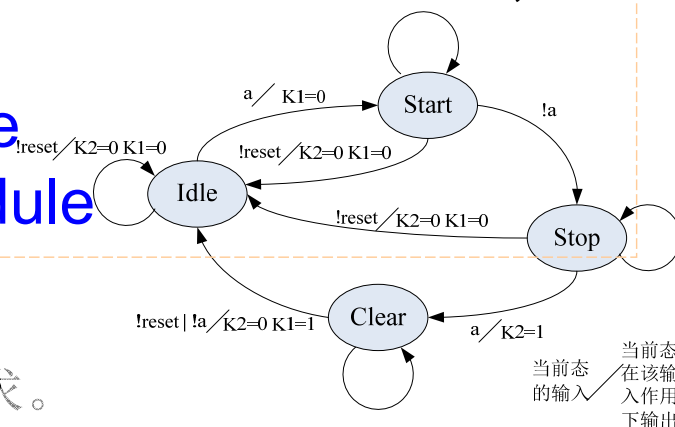 a／ K1=0
Start
!a
!reset／K2=0 K1=0
!reset／K2=0 K1=0
Idle
dule
!reset／K2=0 K1=0
Stop
Clear
!reset | !a／K2=0 K1=1
a／K2=1
当前态
的输入
当前态
在该输
入作用
下输出